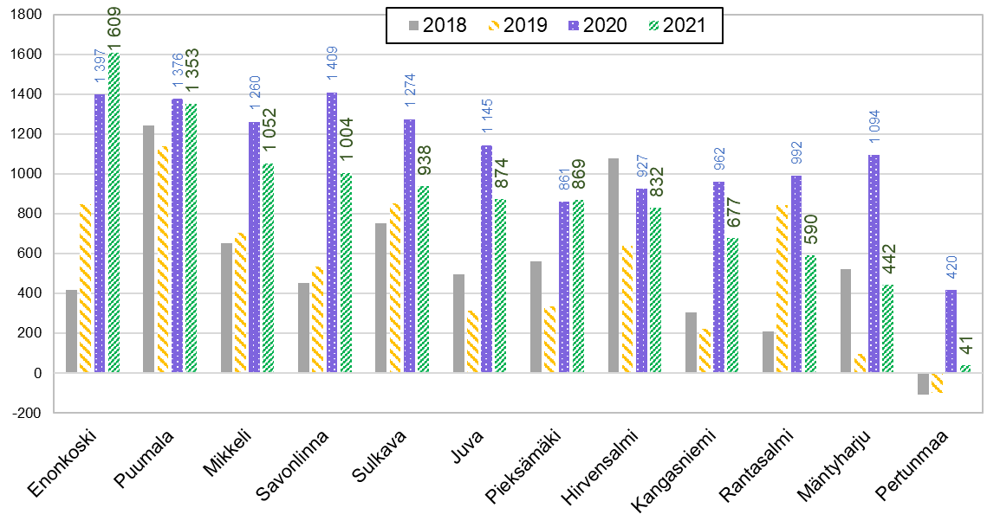 2018 2019 2020 2021
1800
1600
1400
1200
1000
800
600
400
200
0
-200
1 397
1 609
1 376
1 353
1 260
1 052
1 409
1 004
1 274
938
1 145
874
861
869
927
832
962
677
992
590
1 094
442
420
41
Enonkoski
Puumala
Mikkeli
Savonlinna
Sulkava
Juva
Pieksämäki
Hirvensalmi
Kangasniemi
Rantasalmi
Mäntyharju
Pertunmaa